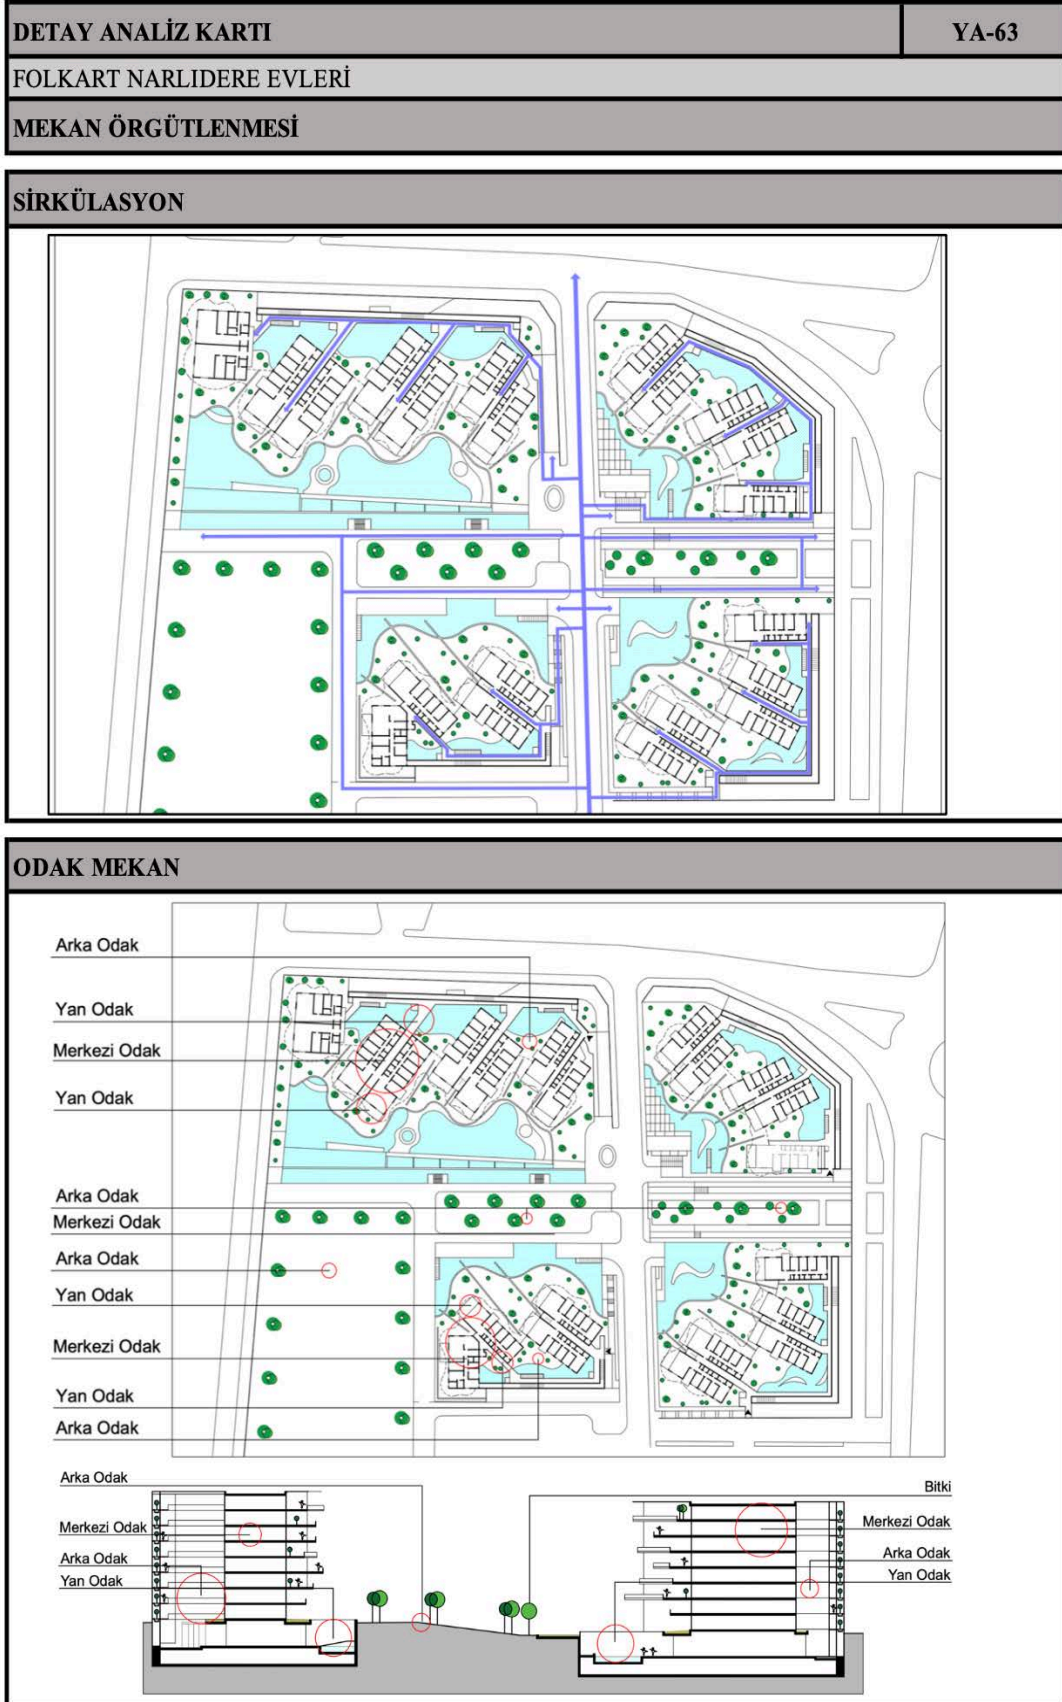 DETAY ANALİZ KARTI
YA-63
FOLKART NARLIDERE EVLERİ
MEKAN ÖRGÜTLENMESİ
SİRKÜLASYON
ODAK MEKAN
Arka Odak
Yan Odak
Merkezi Odak
Yan Odak
Arka Odak
Merkezi Odak
Arka Odak
Yan Odak
Merkezi Odak
Yan Odak
Arka Odak
Arka Odak
Merkezi Odak
Arka Odak
Yan Odak
Bitki
Merkezi Odak
Arka Odak
Yan Odak